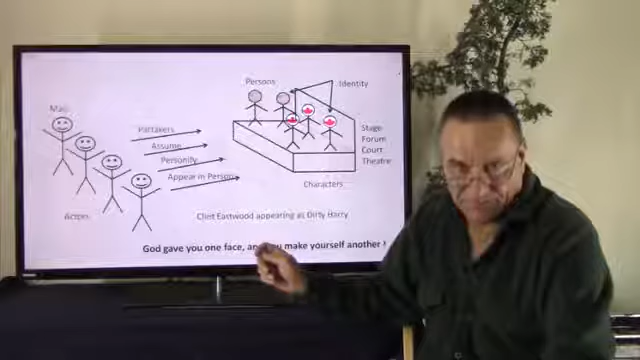 Persons
Identity
Man
Partakers
Assume
Personify
Appear in Person
Stage
Forum
Court
Theatre
Characters
Actors
Clint Eastwood appearing as Dirty Harry
God gave you one face, and you make yourself another